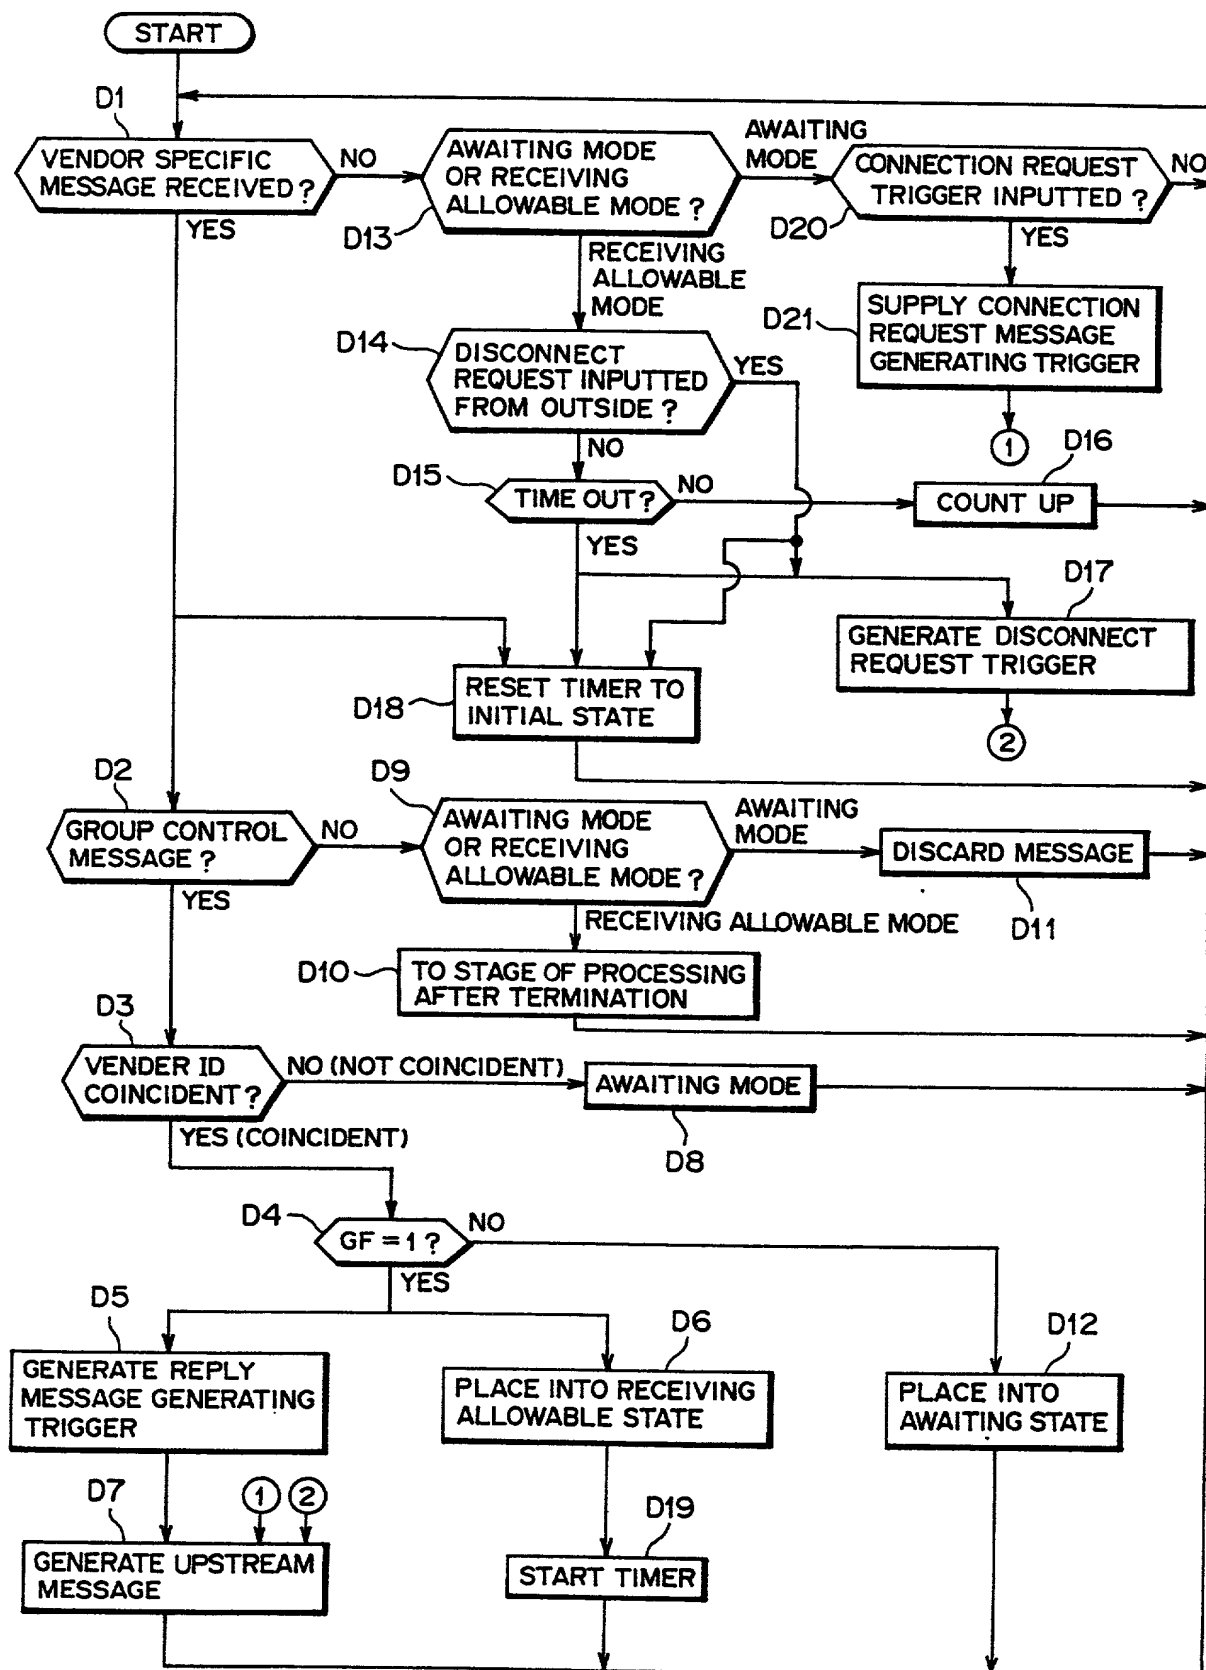 START
D1
VENDOR SPECIFIC
MESSAGE RECEIVED?
NO
YES
AWAITING MODE
OR RECEIVING
ALLOWABLE MODE?
D13
AWAITING
MODE
CONNECTION REQUEST
TRIGGER INPUTTED?
D20
NO
YES
RECEIVING
ALLOWABLE
MODE
D21
SUPPLY CONNECTION
REQUEST MESSAGE
GENERATING TRIGGER
1
D14
DISCONNECT
REQUEST INPUTTED
FROM OUTSIDE?
YES
NO
D15
TIME OUT?
NO
YES
D16
COUNT UP
D17
GENERATE DISCONNECT
REQUEST TRIGGER
2
D18
RESET TIMER TO
INITIAL STATE
D2
GROUP CONTROL
MESSAGE?
NO
YES
D9
AWAITING MODE
OR RECEIVING
ALLOWABLE MODE?
AWAITING
MODE
DISCARD MESSAGE
D11
RECEIVING ALLOWABLE MODE
D10
TO STAGE OF PROCESSING
AFTER TERMINATION
D3
VENDER ID
COINCIDENT?
NO (NOT COINCIDENT)
AWAITING MODE
D8
YES (COINCIDENT)
D4
GF=1?
NO
YES
D5
GENERATE REPLY
MESSAGE GENERATING
TRIGGER
D6
PLACE INTO RECEIVING
ALLOWABLE STATE
D12
PLACE INTO
AWAITING STATE
D7
1
2
GENERATE UPSTREAM
MESSAGE
D19
START TIMER